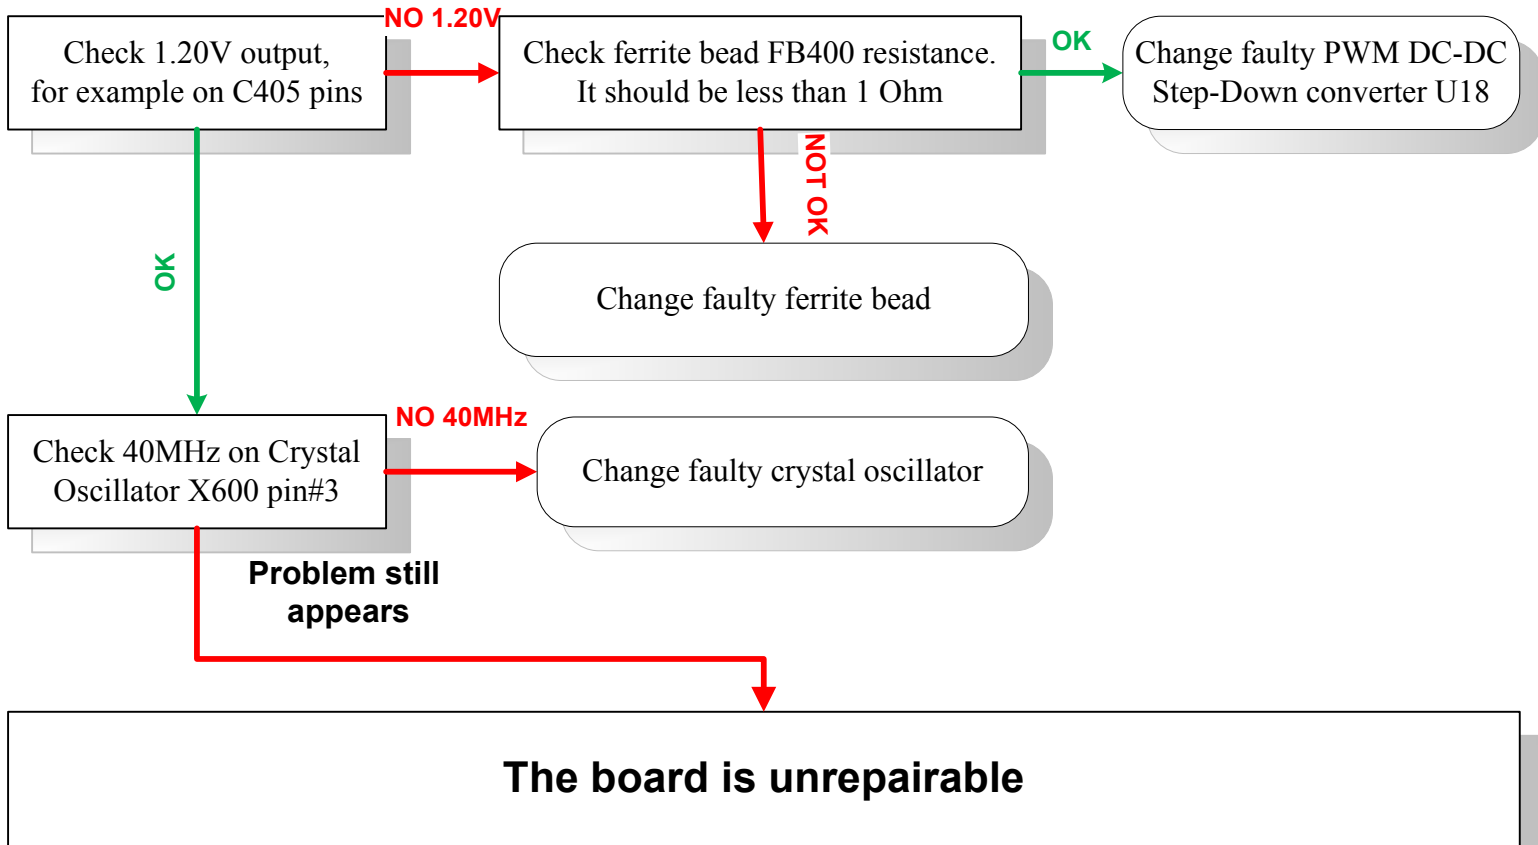 NO 1.20V
Check 1.20V output,
for example on C405 pins
Check ferrite bead FB400 resistance.
It should be less than 1 Ohm
OK
Change faulty PWM DC-DC
Step-Down converter U18
NOT OK
OK
Change faulty ferrite bead
NO 40MHz
Check 40MHz on Crystal
Oscillator X600 pin#3
Change faulty crystal oscillator
Problem still
appears
The board is unrepairable